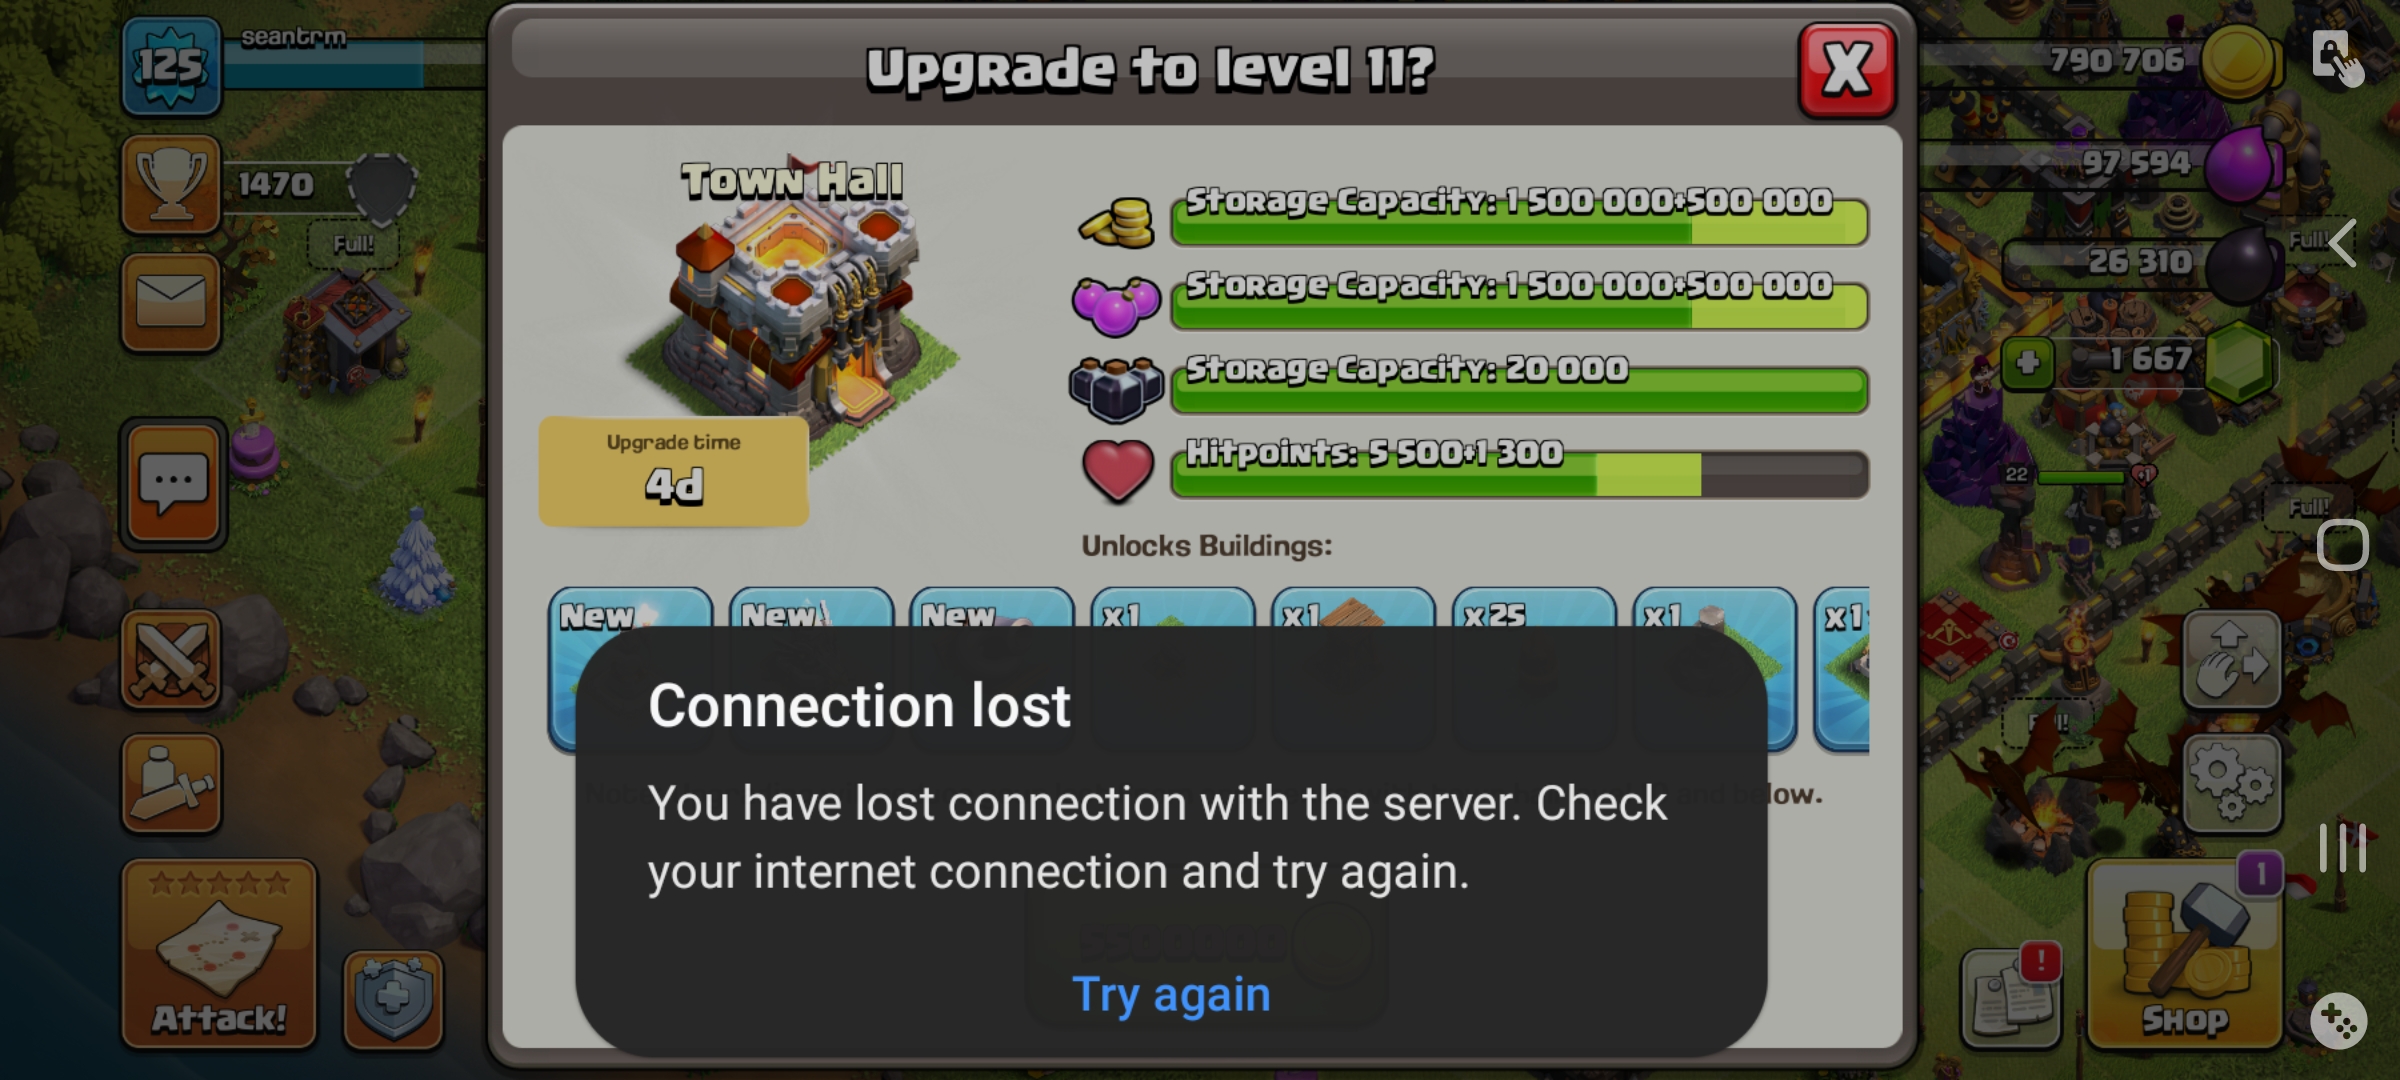 125
seantrm
1470
Full!
Attack!
Upgrade to level 11?
Town Hall
Upgrade time
4d
Storage Capacity: 1 500 000+500 000
Storage Capacity: 1 500 000+500 000
Storage Capacity: 20 000
Hitpoints: 5 500+1 300
Unlocks Buildings:
New
New
New
x1
x1
x25
x1
x1
and below.
Connection lost
You have lost connection with the server. Check
your internet connection and try again.
Try again
790 706
97 594
Full!
26 310
1 667
22
+1
Full!
1
!
Shop